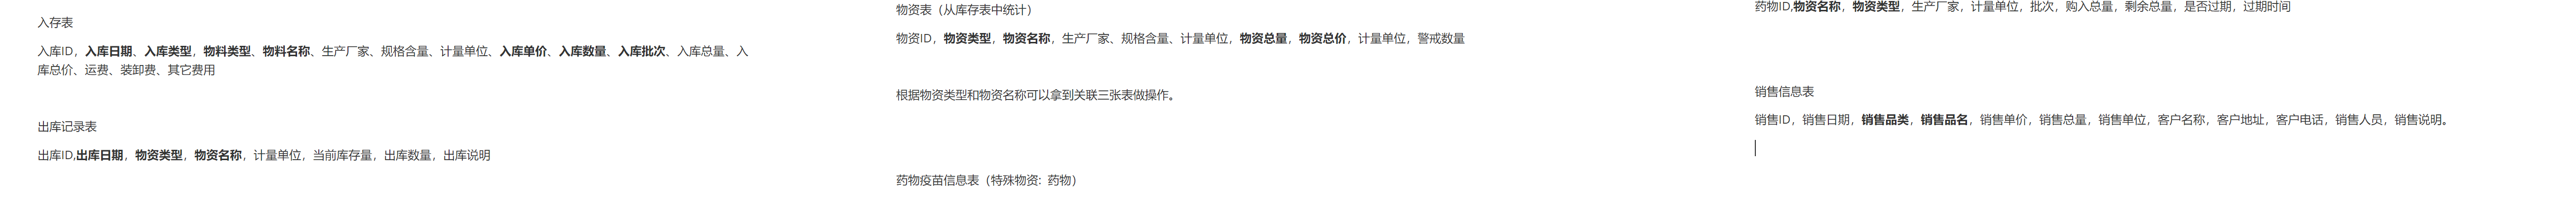 入存表
入库ID，入库日期、入库类型，物料类型、物料名称、生产厂家、规格含量、计量单位、入库单价、入库数量、入库批次、入库总量、入
库总价、运费、装卸费、其它费用
出库记录表
出库ID,出库日期，物资类型，物资名称，计量单位，当前库存量，出库数量，出库说明
物资表（从库存表中统计）
物资ID，物资类型，物资名称，生产厂家、规格含量、计量单位，物资总量，物资总价，计量单位，警戒数量
根据物资类型和物资名称可以拿到关联三张表做操作。
药物疫苗信息表（特殊物资：药物）
药物ID,物资名称，物资类型，生产厂家，计量单位，批次，购入总量，剩余总量，是否过期，过期时间
销售信息表
销售ID，销售日期，销售品类，销售品名，销售单价，销售总量，销售单位，客户名称，客户地址，客户电话，销售人员，销售说明。